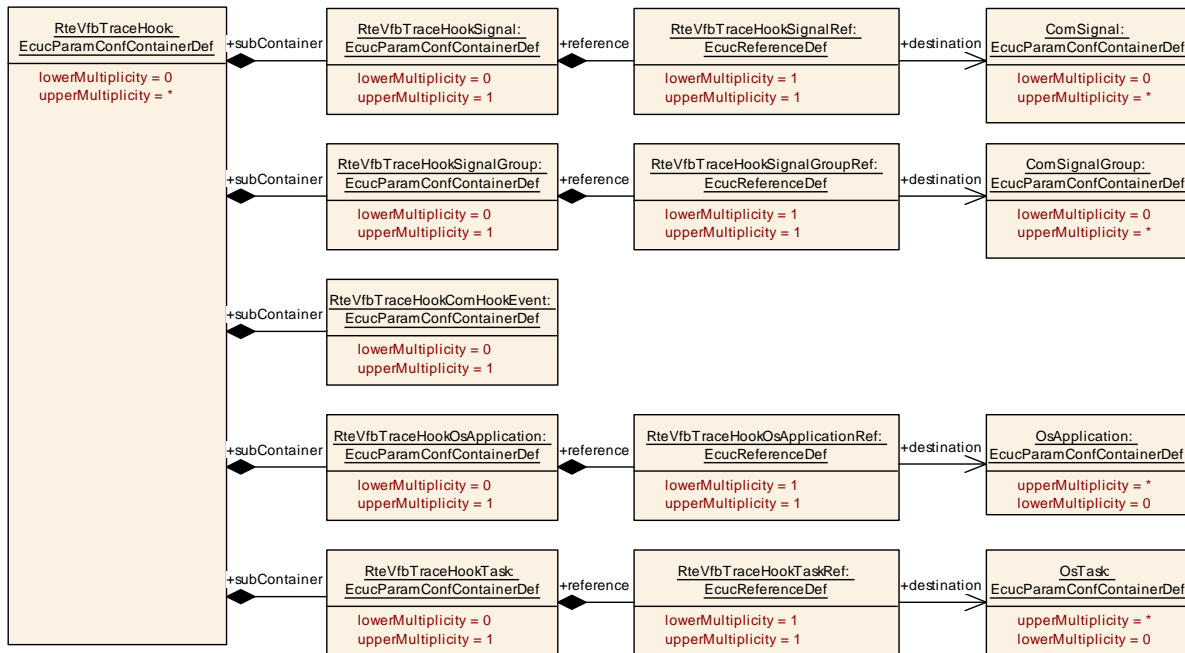 RteVfbTraceHook:
EcucParamConfContainerDef
lowerMultiplicity = 0
upperMultiplicity = *
+subContainer
RteVfbTraceHookSignal:
EcucParamConfContainerDef
lowerMultiplicity = 0
upperMultiplicity = 1
+reference
RteVfbTraceHookSignalRef:
EcucReferenceDef
lowerMultiplicity = 1
upperMultiplicity = 1
+destination
ComSignal:
EcucParamConfContainerDef
lowerMultiplicity = 0
upperMultiplicity = *
+subContainer
RteVfbTraceHookSignalGroup:
EcucParamConfContainerDef
lowerMultiplicity = 0
upperMultiplicity = 1
+reference
RteVfbTraceHookSignalGroupRef:
EcucReferenceDef
lowerMultiplicity = 1
upperMultiplicity = 1
+destination
ComSignalGroup:
EcucParamConfContainerDef
lowerMultiplicity = 0
upperMultiplicity = *
+subContainer
RteVfbTraceHookComHookEvent:
EcucParamConfContainerDef
lowerMultiplicity = 0
upperMultiplicity = 1
+subContainer
RteVfbTraceHookOsApplication:
EcucParamConfContainerDef
lowerMultiplicity = 0
upperMultiplicity = 1
+reference
RteVfbTraceHookOsApplicationRef:
EcucReferenceDef
lowerMultiplicity = 1
upperMultiplicity = 1
+destination
OsApplication:
EcucParamConfContainerDef
upperMultiplicity = *
lowerMultiplicity = 0
+subContainer
RteVfbTraceHookTask:
EcucParamConfContainerDef
lowerMultiplicity = 0
upperMultiplicity = 1
+reference
RteVfbTraceHookTaskRef:
EcucReferenceDef
lowerMultiplicity = 1
upperMultiplicity = 1
+destination
OsTask:
EcucParamConfContainerDef
upperMultiplicity = *
lowerMultiplicity = 0